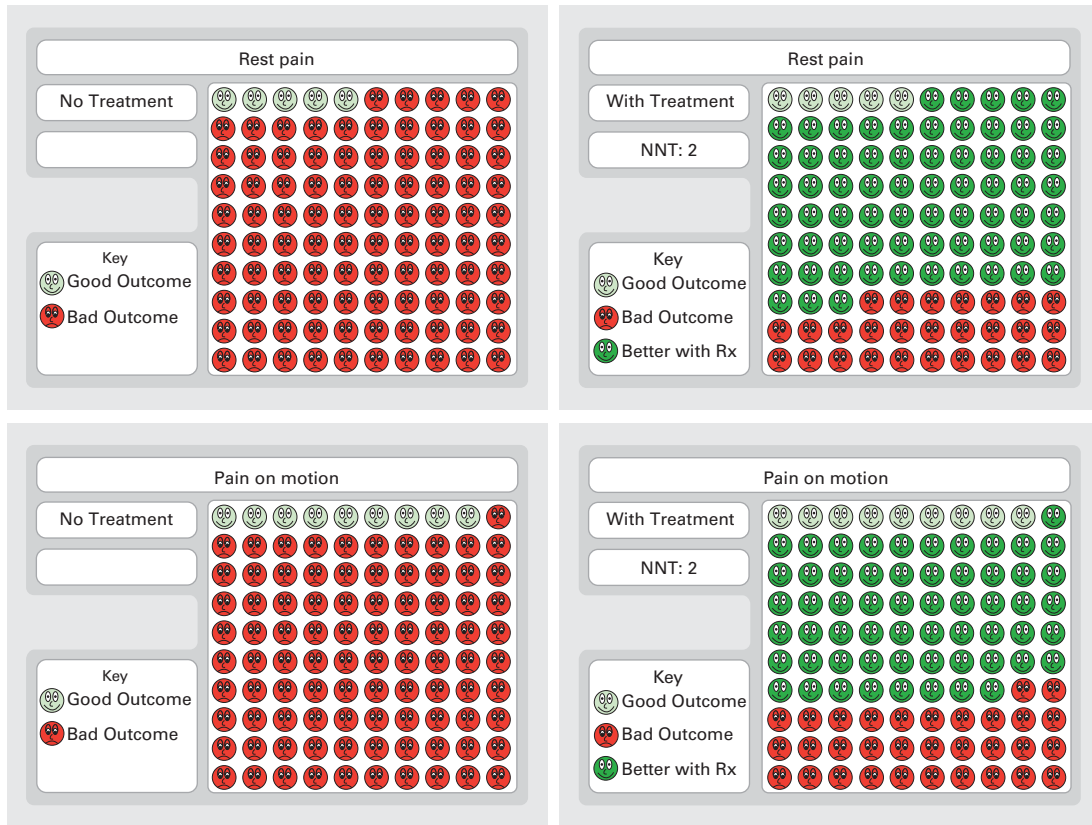 Rest pain
No Treatment
Key
Good Outcome
Bad Outcome
Rest pain
With Treatment
NNT: 2
Key
Good Outcome
Bad Outcome
Better with Rx
Pain on motion
No Treatment
Key
Good Outcome
Bad Outcome
Pain on motion
With Treatment
NNT: 2
Key
Good Outcome
Bad Outcome
Better with Rx